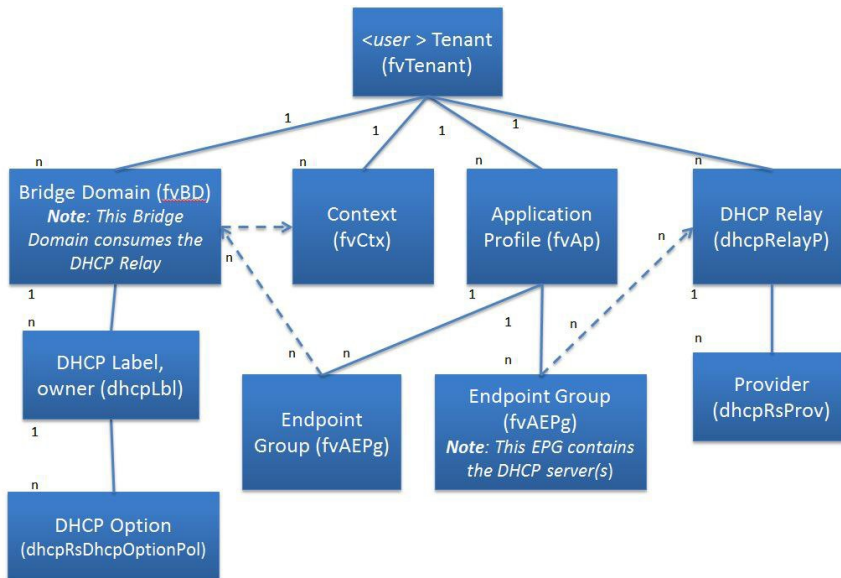 <user > Tenant
(fvTenant)
1
1
1
1
n
n
n
n
Bridge Domain (fvBD)
Note: This Bridge
Domain consumes the
DHCP Relay
Context
(fvCtx)
Application
Profile (fvAp)
DHCP Relay
(dhcpRelayP)
n
n
1
1
1
1
n
n
n
n
n
n
DHCP Label,
owner (dhcpLbl)
Endpoint
Group (fvAEPg)
Endpoint Group
(fvAEPg)
Note: This EPG contains
the DHCP server(s)
Provider
(dhcpRsProv)
1
n
DHCP Option
(dhcpRsDhcpOptionPol)